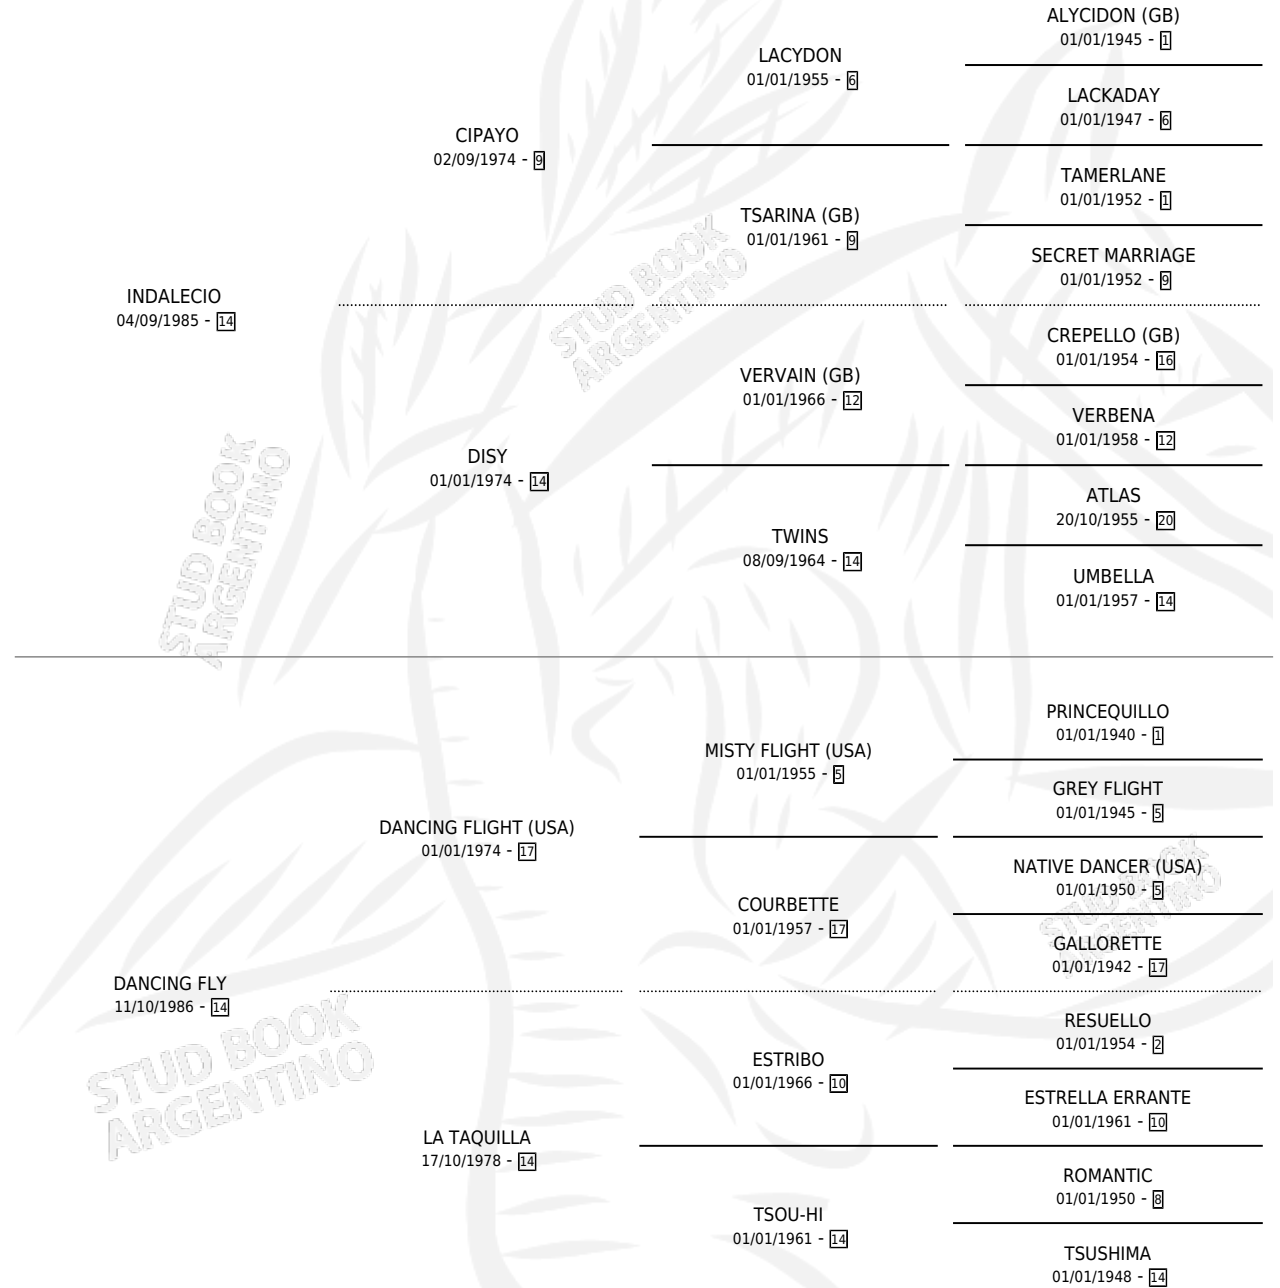 ALYCIDON (GB)
01/01/1945 - 1
LACYDON
01/01/1955 - 6
LACKADAY
01/01/1947 - 6
CIPAYO
02/09/1974 - 9
TAMERLANE
01/01/1952 - 1
TSARINA (GB)
01/01/1961 - 9
SECRET MARRIAGE
01/01/1952 - 9
INDALECIO
04/09/1985 - 14
CREPELLO (GB)
01/01/1954 - 16
VERVAIN (GB)
01/01/1966 - 12
VERBENA
01/01/1958 - 12
DISY
01/01/1974 - 14
ATLAS
20/10/1955 - 20
TWINS
08/09/1964 - 14
UMBELLA
01/01/1957 - 14
PRINCEQUILLO
01/01/1940 - 1
MISTY FLIGHT (USA)
01/01/1955 - 5
GREY FLIGHT
01/01/1945 - 5
DANCING FLIGHT (USA)
01/01/1974 - 17
NATIVE DANCER (USA)
01/01/1950 - 5
COURBETTE
01/01/1957 - 17
GALLORETTE
01/01/1942 - 17
DANCING FLY
11/10/1986 - 14
RESUELLO
01/01/1954 - 2
ESTRIBO
01/01/1966 - 10
ESTRELLA ERRANTE
01/01/1961 - 10
LA TAQUILLA
17/10/1978 - 14
ROMANTIC
01/01/1950 - 8
TSOU-HI
01/01/1961 - 14
TSUSHIMA
01/01/1948 - 14
STUD BOOK
ARGENTINO
STUD BOOK
ARGENTINO
STUD BOOK
ARGENTINO
STUD BOOK
ARGENTINO